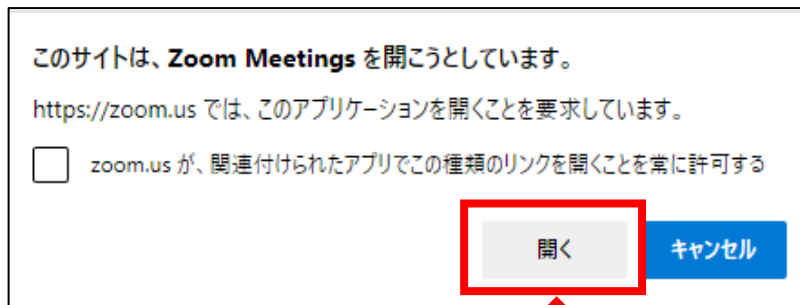 このサイトは、Zoom Meetings を開こうとしています。
https://zoom.us では、このアプリケーションを開くことを要求しています。
zoom.us が、関連付けられたアプリでこの種類のリンクを開くことを常に許可する
開く
キャンセル